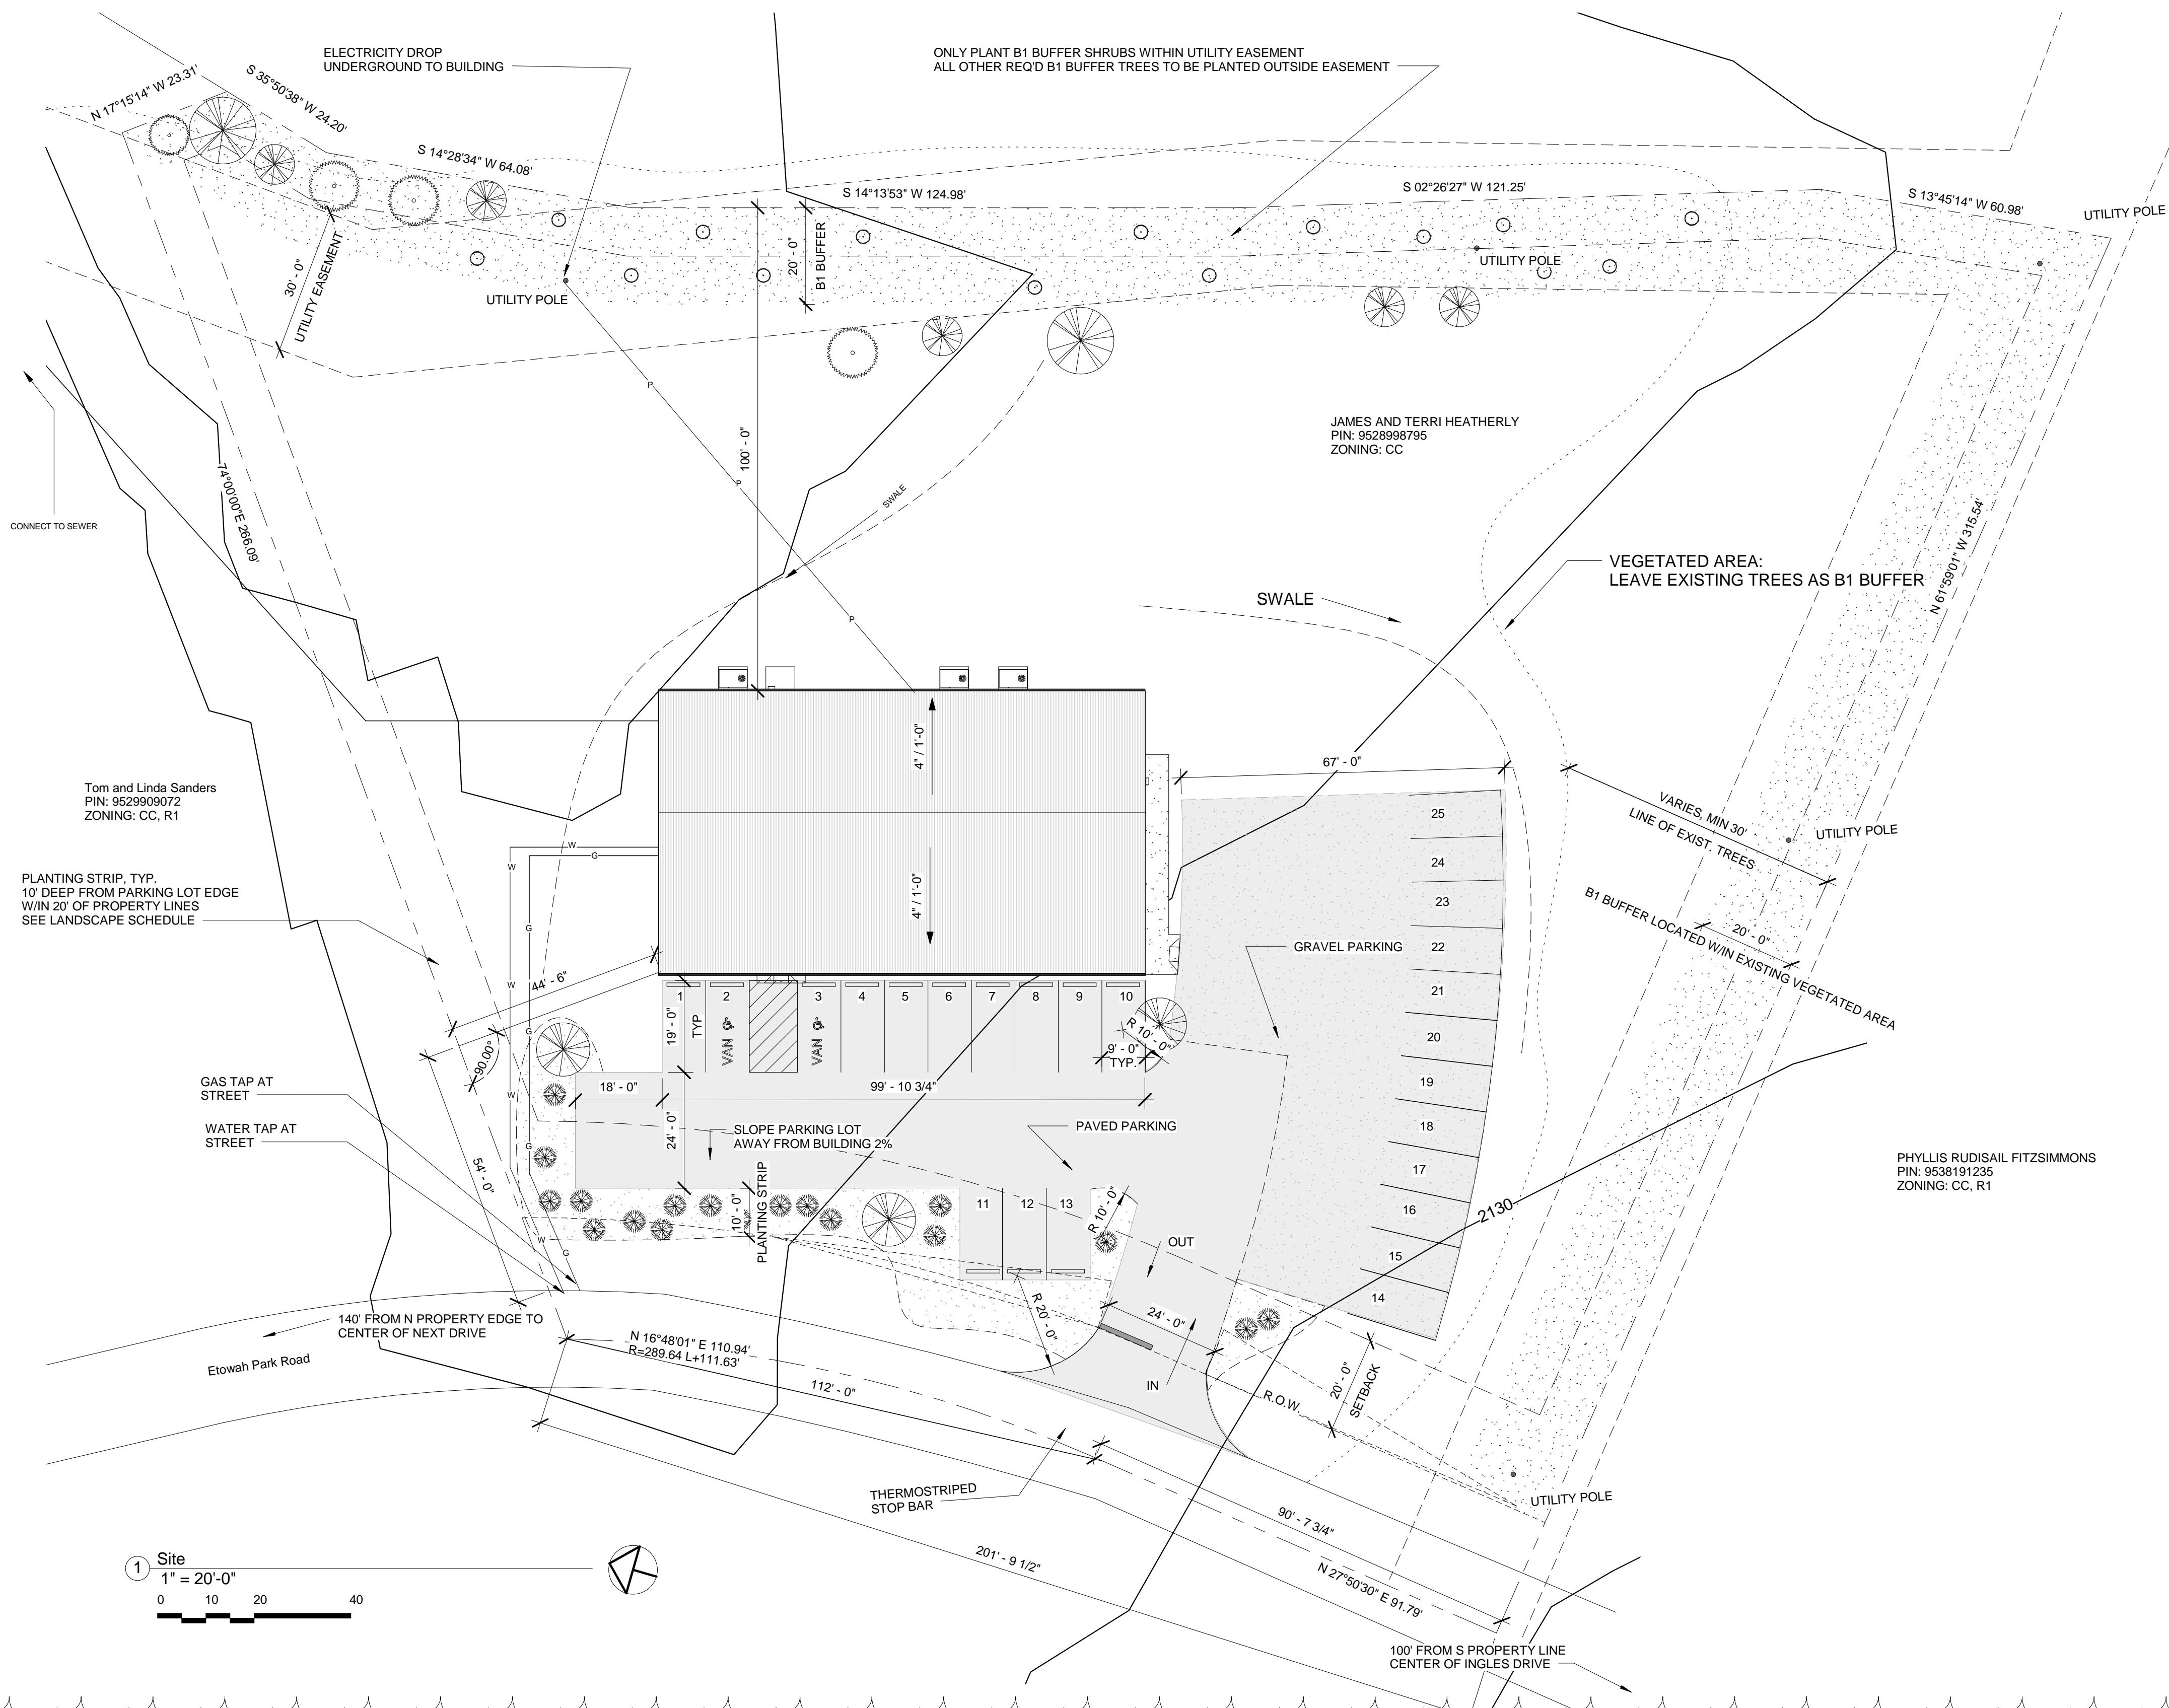 ELECTRICITY DROP
UNDERGROUND TO BUILDING
ONLY PLANT B1 BUFFER SHRUBS WITHIN UTILITY EASEMENT
ALL OTHER REQ'D B1 BUFFER TREES TO BE PLANTED OUTSIDE EASEMENT
N 17°15'14" W 23.31'
S 35°50'38" W 24.20'
S 14°28'34" W 64.08'
S 14°13'53" W 124.98'
S 02°26'27" W 121.25'
S 13°45'14" W 60.98'
UTILITY POLE
UTILITY POLE
UTILITY POLE
20' - 0"
B1 BUFFER
30' - 0"
UTILITY EASEMENT
P
100' - 0"
P
SWALE
JAMES AND TERRI HEATHERLY
PIN: 9528998795
ZONING: CC
74°00'00"E 266.09'
CONNECT TO SEWER
VEGETATED AREA:
LEAVE EXISTING TREES AS B1 BUFFER
N 61°59'01" W 315.54'
SWALE
P
4" / 1'-0"
4" / 1'-0"
67' - 0"
Tom and Linda Sanders
PIN: 9529909072
ZONING: CC, R1
VARIES, MIN 30'
LINE OF EXIST. TREES
UTILITY POLE
B1 BUFFER LOCATED W/IN EXISTING VEGETATED AREA
20' - 0"
PLANTING STRIP, TYP.
10' DEEP FROM PARKING LOT EDGE
W/IN 20' OF PROPERTY LINES
SEE LANDSCAPE SCHEDULE
W
G
W
G
W
G
W
G
W
G
44' - 6"
90.00°
GRAVEL PARKING
25
24
23
22
21
20
19
18
17
16
15
14
1
2
3
4
5
6
7
8
9
10
19' - 0"
TYP
VAN
VAN
R 10' - 0"
9' - 0"
TYP.
18' - 0"
99' - 10 3/4"
24' - 0"
GAS TAP AT
STREET
WATER TAP AT
STREET
SLOPE PARKING LOT
AWAY FROM BUILDING 2%
PAVED PARKING
54' - 0"
10' - 0"
PLANTING STRIP
11
12
13
R 10' - 0"
2130
PHYLLIS RUDISAIL FITZSIMMONS
PIN: 9538191235
ZONING: CC, R1
OUT
W
G
R 20' - 0"
24' - 0"
IN
20' - 0"
SETBACK
R.O.W.
140' FROM N PROPERTY EDGE TO
CENTER OF NEXT DRIVE
Etowah Park Road
N 16°48'01" E 110.94'
R=289.64 L+111.63'
112' - 0"
THERMOSTRIPED
STOP BAR
UTILITY POLE
90' - 7 3/4"
201' - 9 1/2"
N 27°50'30" E 91.79'
100' FROM S PROPERTY LINE
CENTER OF INGLES DRIVE
1
Site
1" = 20'-0"
0 10 20 40